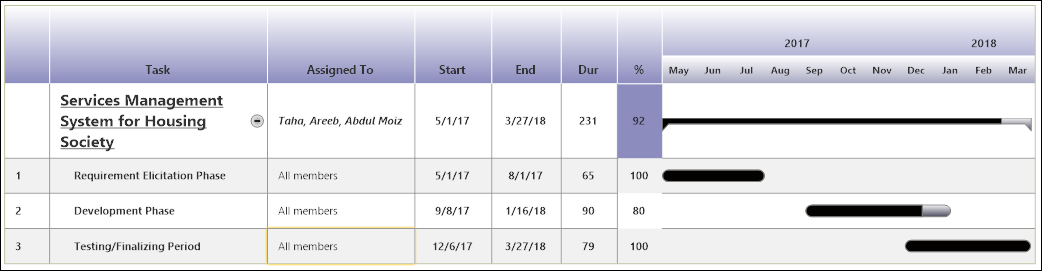 2017 2018
Task Assigned To Start End Dur % May Jun Jul Aug Sep Oct Nov Dec Jan Feb Mar
Services Management
System for Housing Taha, Areeb, Abdul Moiz 5/1/17 3/27/18 231 92
Society
1 Requirement Elicitation Phase All members 5/1/17 8/1/17 65 100
2 Development Phase All members 9/8/17 1/16/18 90 80
3 Testing/Finalizing Period All members 12/6/17 3/27/18 79 100